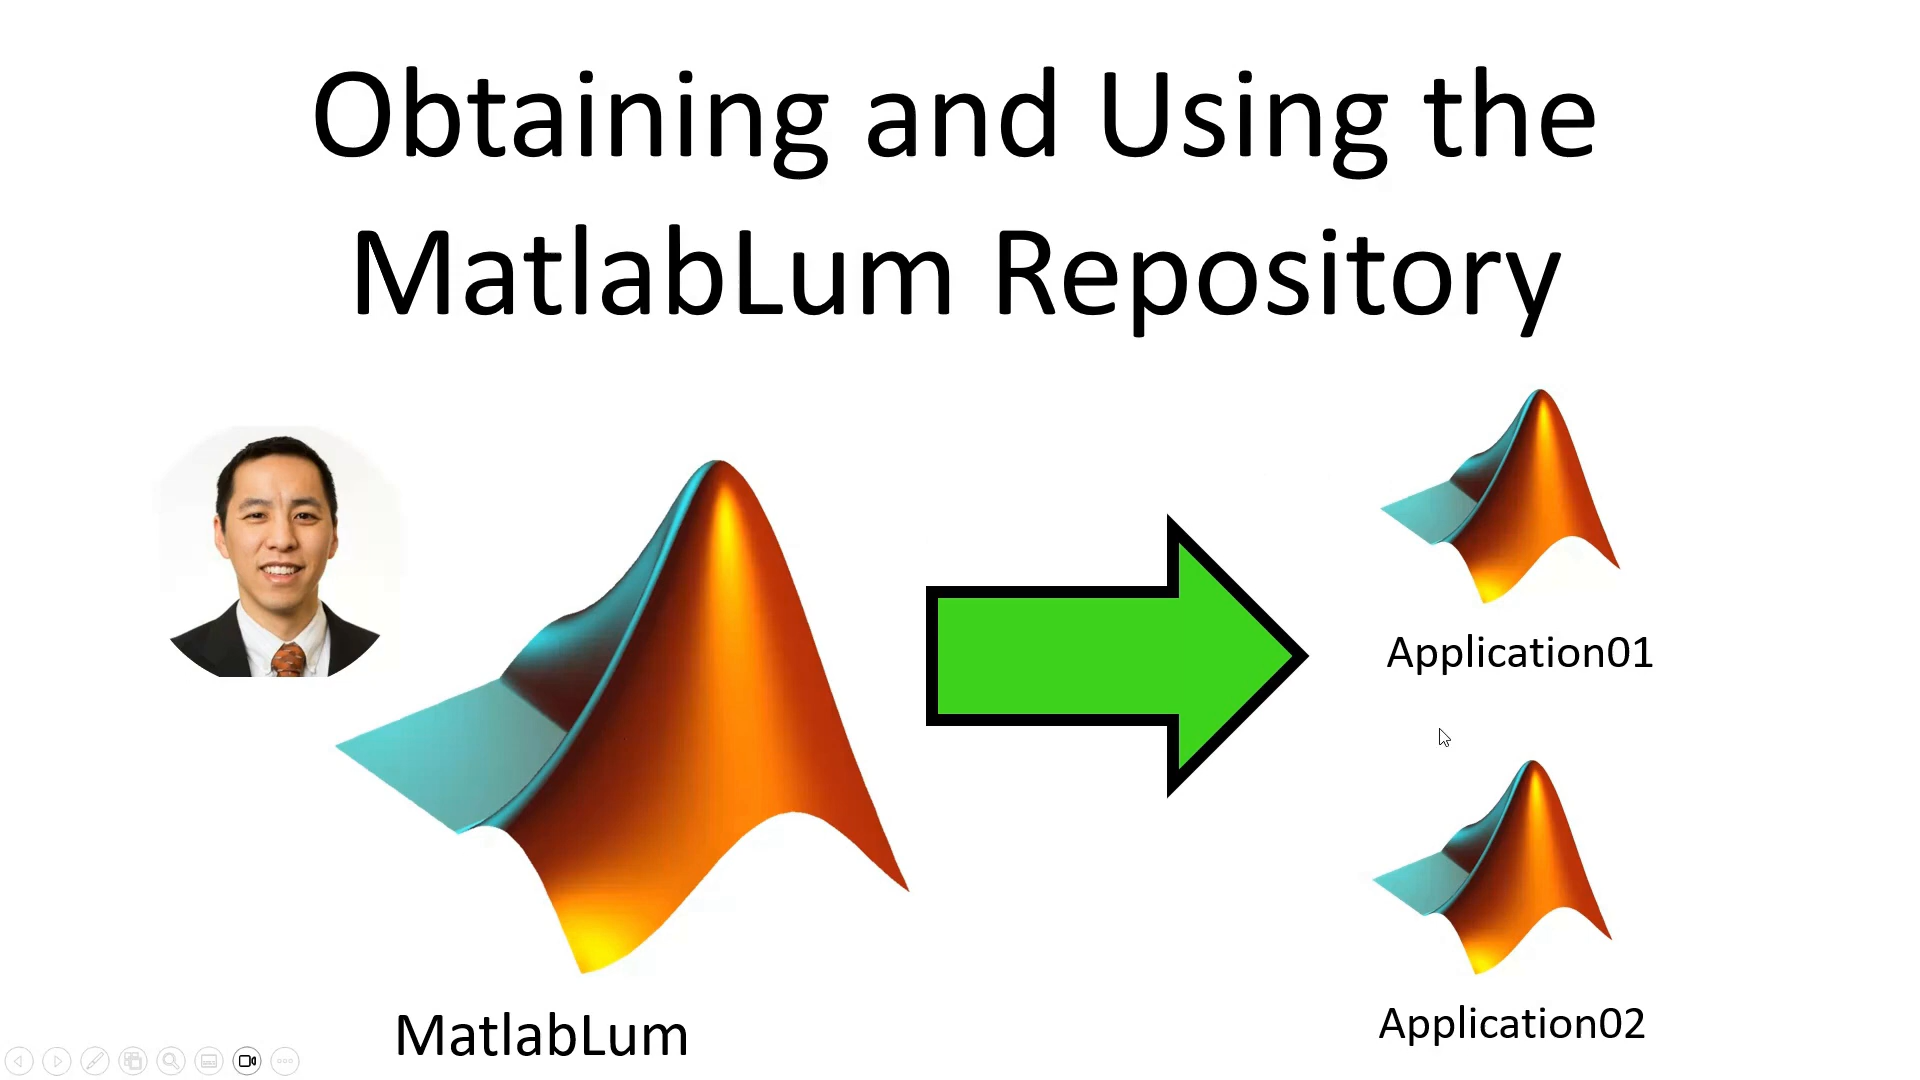 Obtaining and Using the
MatlabLum Repository
Application01
MatlabLum
Application02